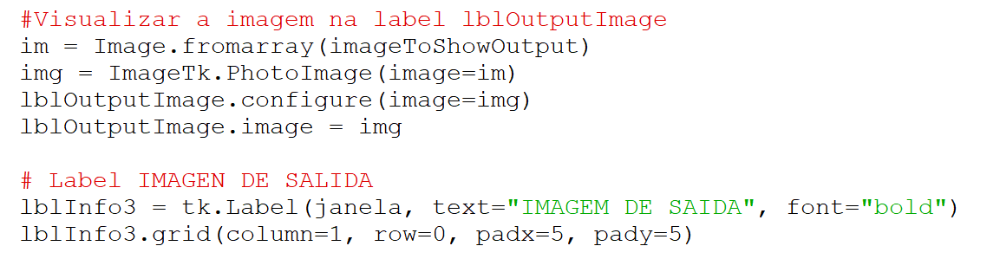 #Visualizar a imagem na label lblOutputImage
im = Image.fromarray(imageToShowOutput)
img = ImageTk.PhotoImage(image=im)
lblOutputImage.configure(image=img)
lblOutputImage.image = img
# Label IMAGEN DE SALIDA
lblInfo3 = tk.Label(janela, text="IMAGEM DE SAIDA", font="bold")
lblInfo3.grid(column=1, row=0, padx=5, pady=5)